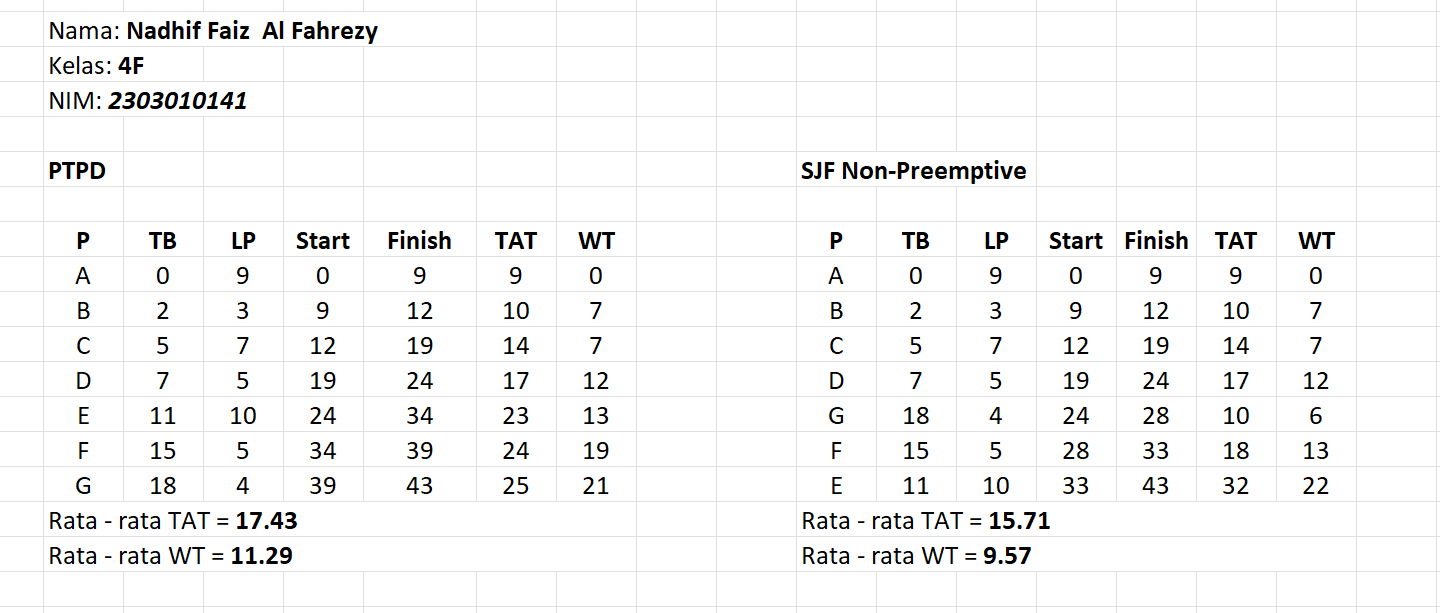 Nama: Nadhif Faiz  Al Fahrezy
Kelas: 4F
NIM: 2303010141
PTPD
P TB LP Start Finish TAT WT
A 0 9 0 9 9 0
B 2 3 9 12 10 7
C 5 7 12 19 14 7
D 7 5 19 24 17 12
E 11 10 24 34 23 13
F 15 5 34 39 24 19
G 18 4 39 43 25 21
Rata - rata TAT = 17.43
Rata - rata WT = 11.29
SJF Non-Preemptive
P TB LP Start Finish TAT WT
A 0 9 0 9 9 0
B 2 3 9 12 10 7
C 5 7 12 19 14 7
D 7 5 19 24 17 12
G 18 4 24 28 10 6
F 15 5 28 33 18 13
E 11 10 33 43 32 22
Rata - rata TAT = 15.71
Rata - rata WT = 9.57